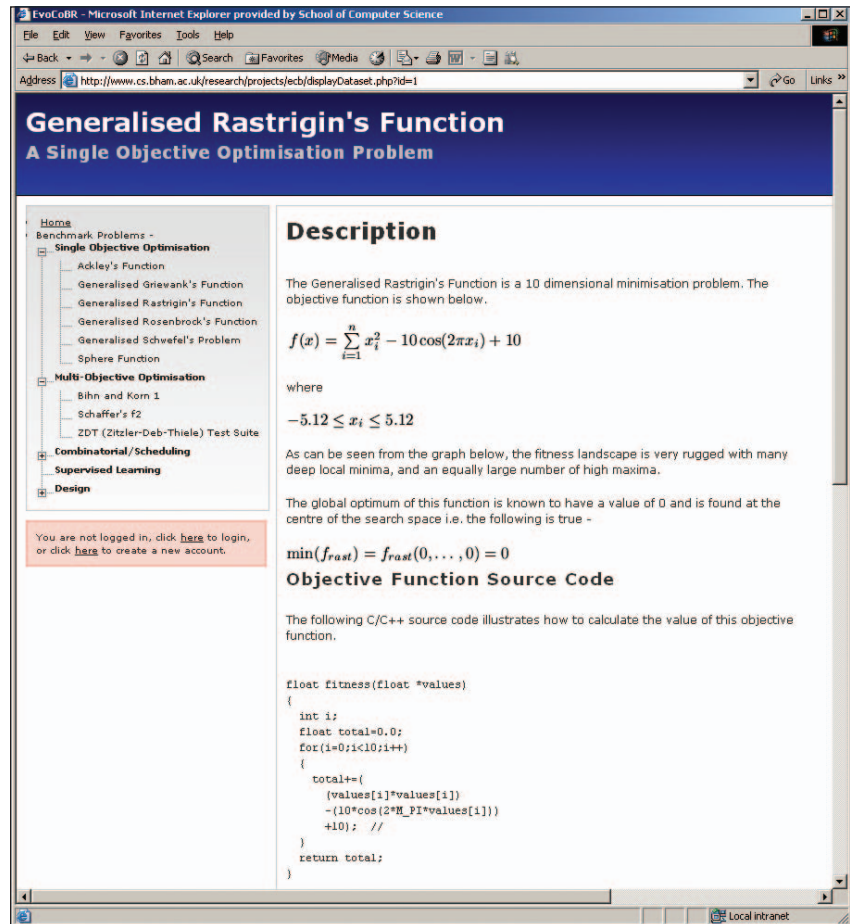 EvoCoBR - Microsoft Internet Explorer provided by School of Computer Science
File Edit View Favorites Tools Help
Back Search Favorites Media
Address http://www.cs.bham.ac.uk/research/projects/ecb/displayDataset.php?id=1 Go Links »
Generalised Rastrigin's Function
A Single Objective Optimisation Problem
Home
Benchmark Problems -
Single Objective Optimisation
Ackley's Function
Generalised Griewank's Function
Generalised Rastrigin's Function
Generalised Rosenbrock's Function
Generalised Schwefel's Problem
Sphere Function
Multi-Objective Optimisation
Bihn and Korn 1
Schaffer's f2
ZDT (Zitzler-Deb-Thiele) Test Suite
Combinatorial/Scheduling
Supervised Learning
Design
You are not logged in, click here to login,
or click here to create a new account.
Description
The Generalised Rastrigin's Function is a 10 dimensional minimisation problem. The
objective function is shown below.
f(x) = ∑_{i=1}^{n} x_i^2 − 10 cos(2πx_i) + 10
where
−5.12 ≤ x_i ≤ 5.12
As can be seen from the graph below, the fitness landscape is very rugged with many
deep local minima, and an equally large number of high maxima.
The global optimum of this function is known to have a value of 0 and is found at the
centre of the search space i.e. the following is true -
min(f_{rast}) = f_{rast}(0, . . . , 0) = 0
Objective Function Source Code
The following C/C++ source code illustrates how to calculate the value of this objective
function.
float fitness(float *values)
{
int i;
float total=0.0;
for(i=0;i<10;i++)
{
total+=(
(values[i]*values[i])
-(10*cos(2*M_PI*values[i]))
+10); //
}
return total;
}
Local intranet